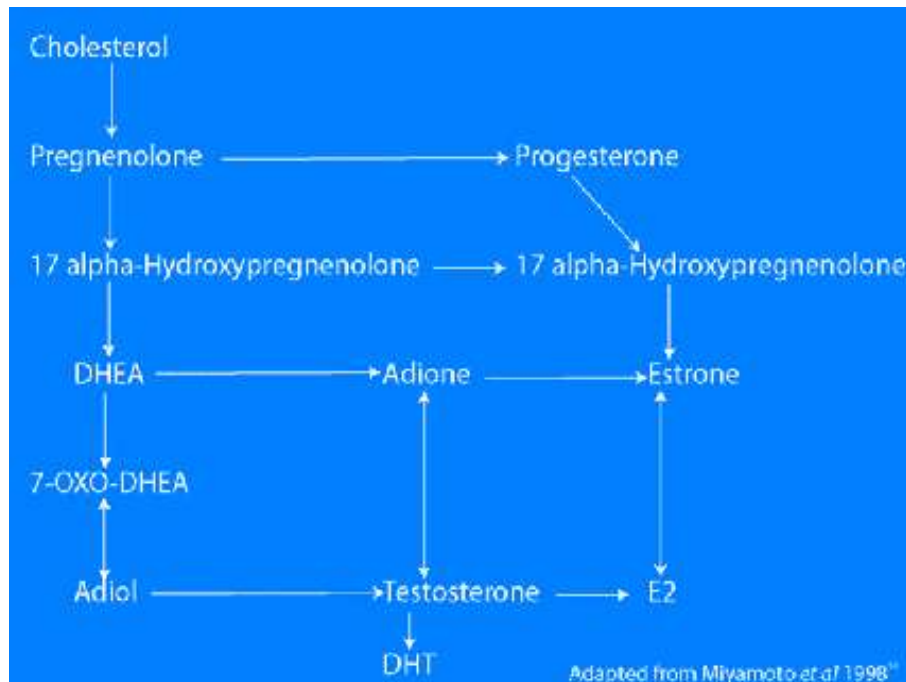 Cholesterol
Pregnenolone Progesterone
17 alpha-Hydroxypregnenolone 17 alpha-Hydroxypregnenolone
DHEA Adione Estrone
7-OXO-DHEA
Adiol Testosterone E2
DHT
Adapted from Miyamoto et al 1998